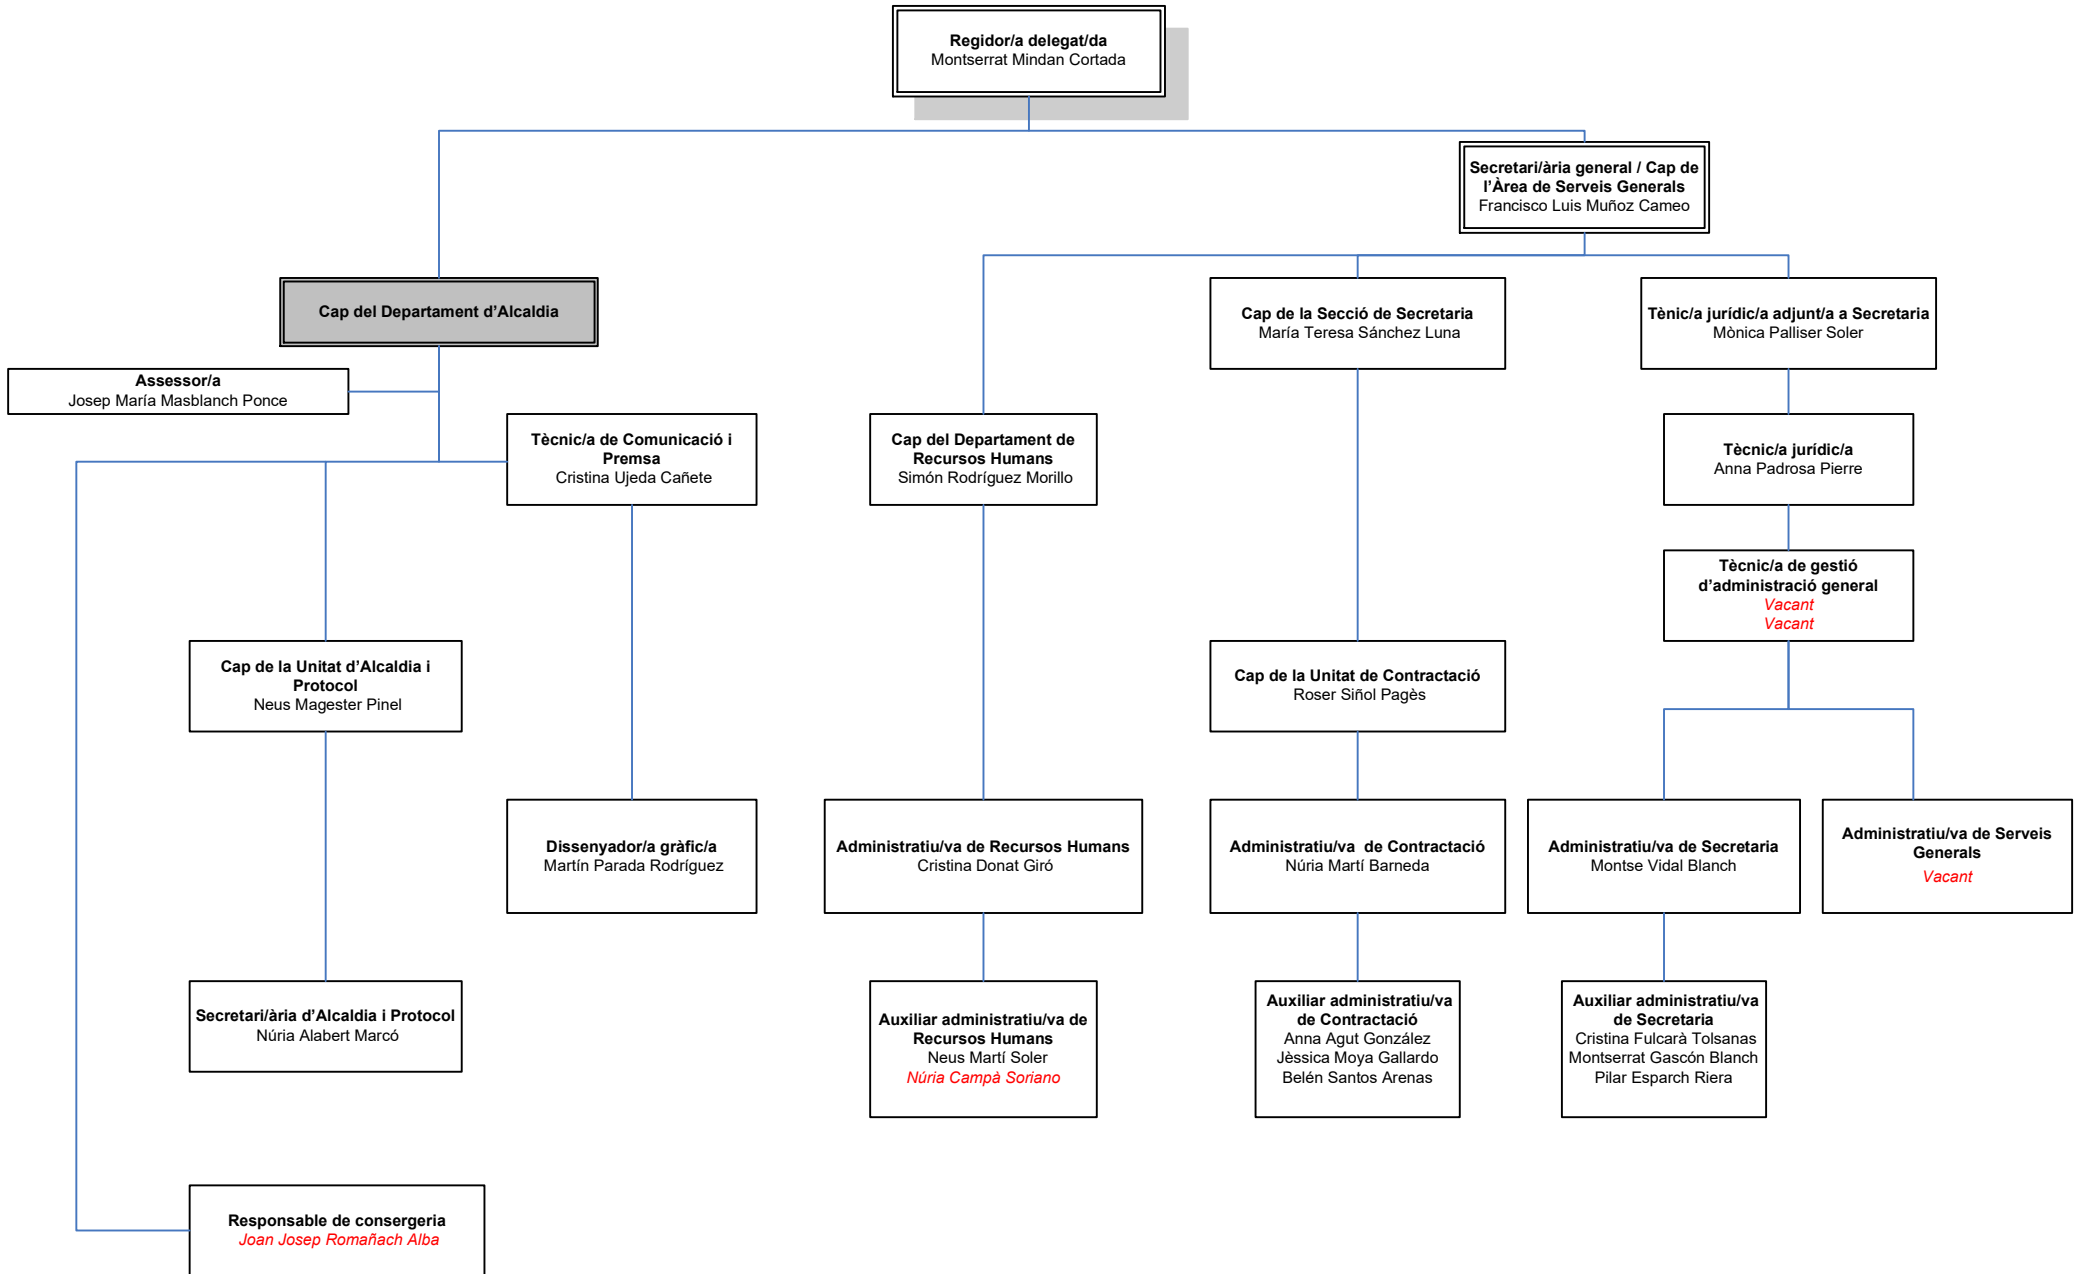 Regidor/a delegat/da
Montserrat Mindan Cortada
Secretari/ària general / Cap de
l’Àrea de Serveis Generals
Francisco Luis Muñoz Cameo
Cap del Departament d’Alcaldia
Cap de la Secció de Secretaria
María Teresa Sánchez Luna
Tènic/a jurídic/a adjunt/a a Secretaria
Mònica Palliser Soler
Assessor/a
Josep María Masblanch Ponce
Tècnic/a de Comunicació i
Premsa
Cristina Ujeda Cañete
Cap del Departament de
Recursos Humans
Simón Rodríguez Morillo
Tècnic/a jurídic/a
Anna Padrosa Pierre
Tècnic/a de gestió
d’administració general
Vacant
Vacant
Cap de la Unitat d’Alcaldia i
Protocol
Neus Magester Pinel
Cap de la Unitat de Contractació
Roser Siñol Pagès
Dissenyador/a gràfic/a
Martín Parada Rodríguez
Administratiu/va de Recursos Humans
Cristina Donat Giró
Administratiu/va  de Contractació
Núria Martí Barneda
Administratiu/va de Secretaria
Montse Vidal Blanch
Administratiu/va de Serveis
Generals
Vacant
Secretari/ària d’Alcaldia i Protocol
Núria Alabert Marcó
Auxiliar administratiu/va de
Recursos Humans
Neus Martí Soler
Núria Campà Soriano
Auxiliar administratiu/va
de Contractació
Anna Agut González
Jèssica Moya Gallardo
Belén Santos Arenas
Auxiliar administratiu/va
de Secretaria
Cristina Fulcarà Tolsanas
Montserrat Gascón Blanch
Pilar Esparch Riera
Responsable de consergeria
Joan Josep Romañach Alba